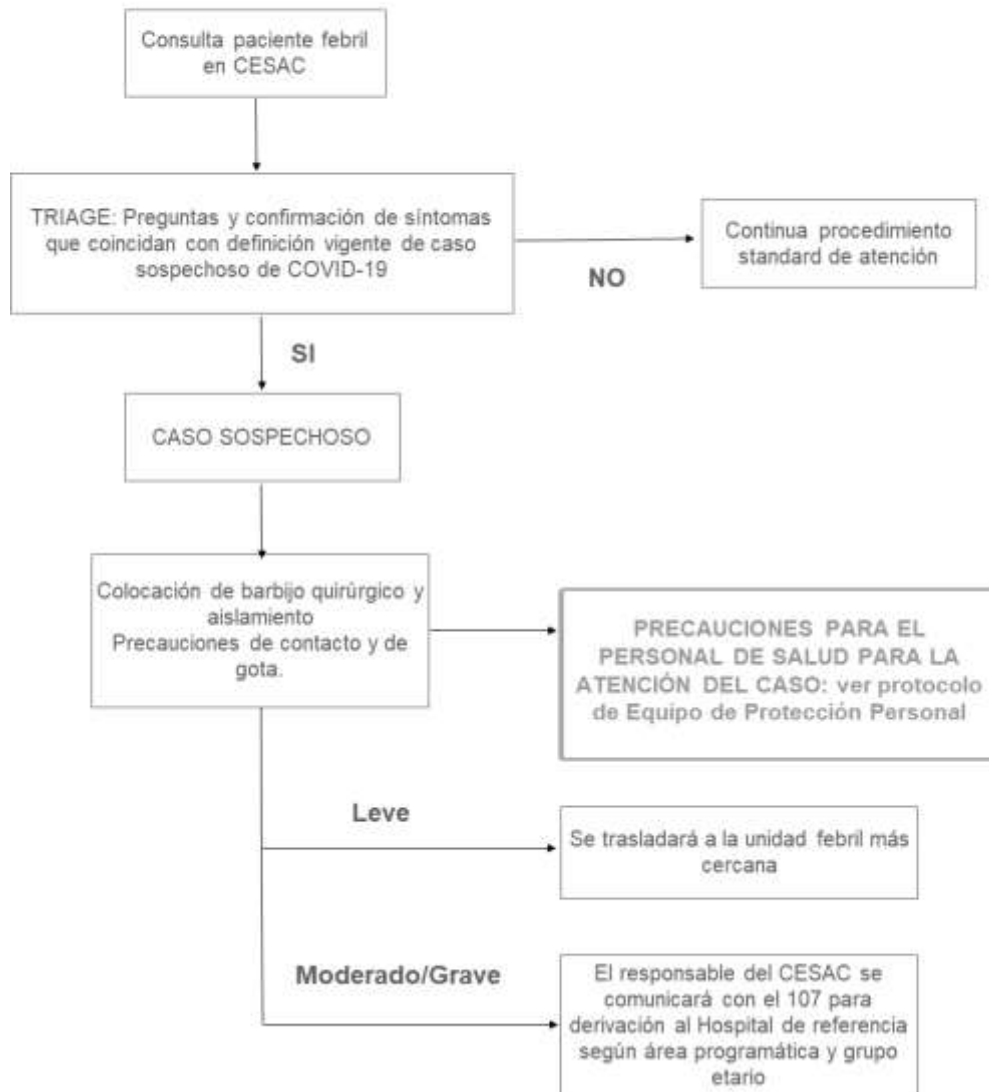 Consulta paciente febril
en CESAC
TRIAGE: Preguntas y confirmación de síntomas
que coincidan con definición vigente de caso
sospechoso de COVID-19
Continua procedimiento
standard de atención
NO
SI
CASO SOSPECHOSO
Colocación de barbijo quirúrgico y
aislamiento
Precauciones de contacto y de
gota.
PRECAUCIONES PARA EL
PERSONAL DE SALUD PARA LA
ATENCIÓN DEL CASO: ver protocolo
de Equipo de Protección Personal
Leve
Se trasladará a la unidad febril más
cercana
Moderado/Grave
El responsable del CESAC se
comunicará con el 107 para
derivación al Hospital de referencia
según área programática y grupo
etario